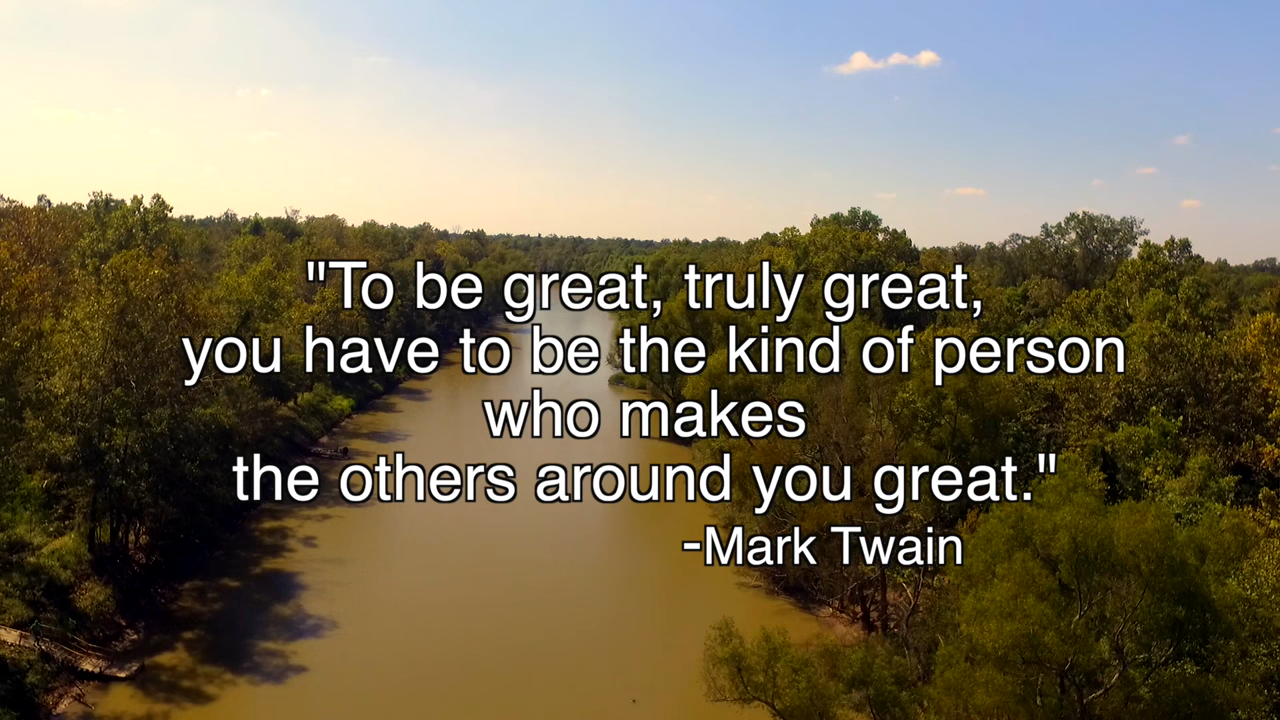 "To be great, truly great,
you have to be the kind of person
who makes
the others around you great."
-Mark Twain